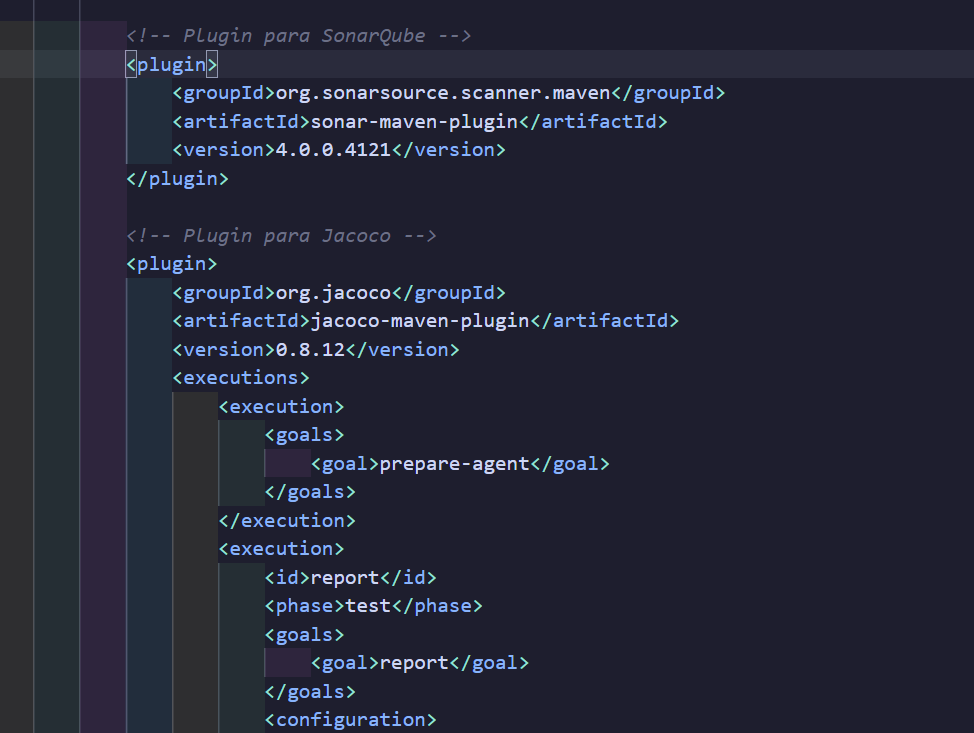 <!-- Plugin para SonarQube -->
<plugin>
<groupId>org.sonarsource.scanner.maven</groupId>
<artifactId>sonar-maven-plugin</artifactId>
<version>4.0.0.4121</version>
</plugin>
<!-- Plugin para Jacoco -->
<plugin>
<groupId>org.jacoco</groupId>
<artifactId>jacoco-maven-plugin</artifactId>
<version>0.8.12</version>
<executions>
<execution>
<goals>
<goal>prepare-agent</goal>
</goals>
</execution>
<execution>
<id>report</id>
<phase>test</phase>
<goals>
<goal>report</goal>
</goals>
<configuration>